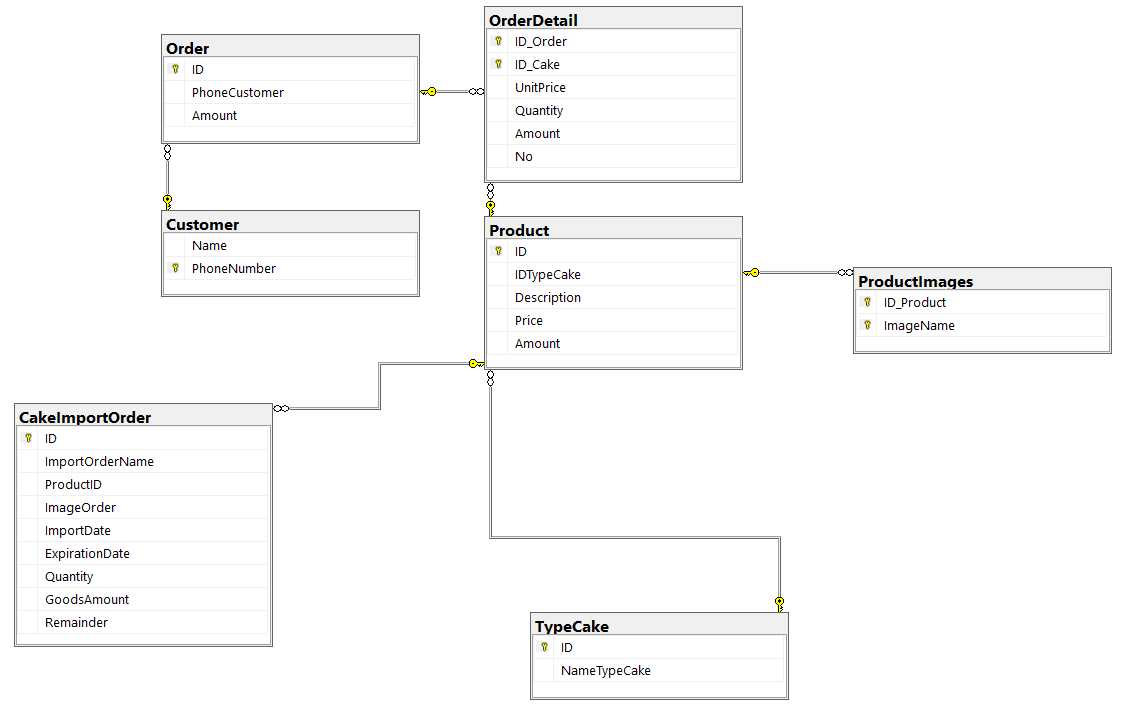 Order
ID
PhoneCustomer
Amount
OrderDetail
ID_Order
ID_Cake
UnitPrice
Quantity
Amount
No
Customer
Name
PhoneNumber
Product
ID
IDTypeCake
Description
Price
Amount
ProductImages
ID_Product
ImageName
CakeImportOrder
ID
ImportOrderName
ProductID
ImageOrder
ImportDate
ExpirationDate
Quantity
GoodsAmount
Remainder
TypeCake
ID
NameTypeCake